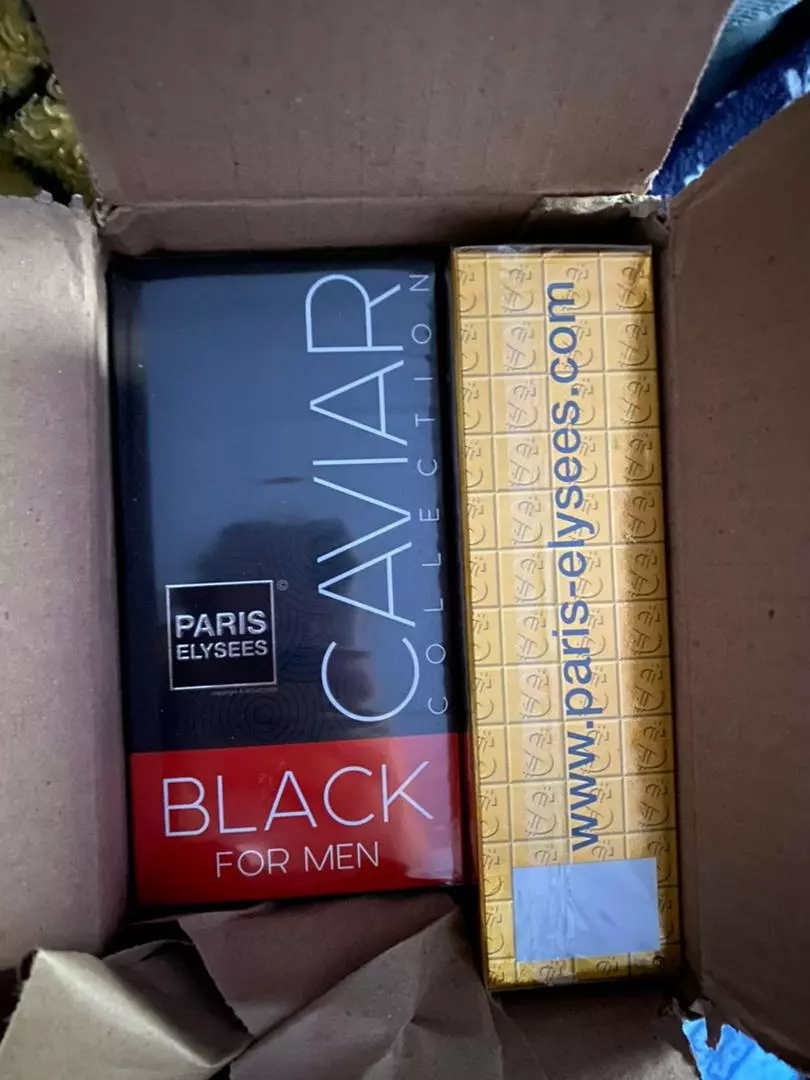 CAVIAR
COLLECTION
PARIS
ELYSEES
©
BLACK
FOR MEN
www.paris-elysees.com